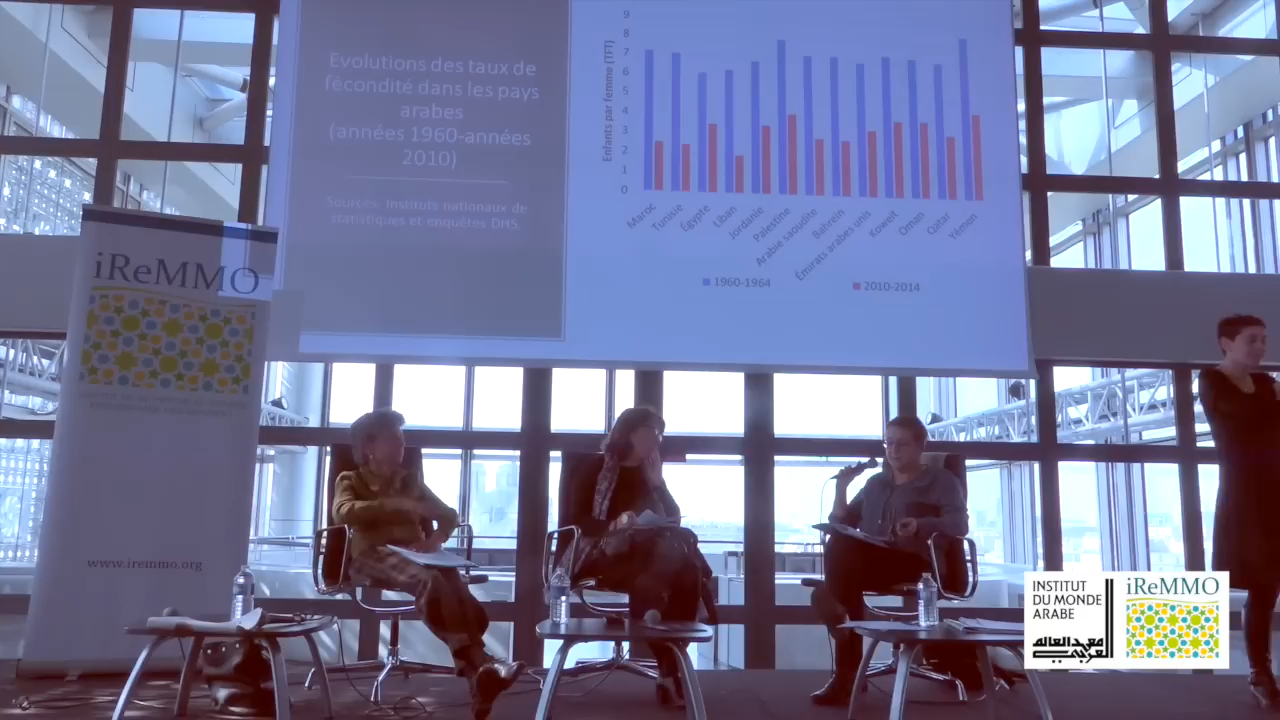 Evolutions des taux de
fécondité dans les pays
arabes
(années 1960-années
2010)
Sources: Instituts nationaux de
statistiques et enquêtes DHS.
Enfants par femme (TFT)
9
8
7
6
5
4
3
2
1
0
Maroc
Tunisie
Égypte
Liban
Jordanie
Palestine
Arabie saoudite
Bahrein
Émirats arabes unis
Koweit
Oman
Qatar
Yémen
1960-1964
2010-2014
iReMMO
www.iremmo.org
INSTITUT
DU MONDE
ARABE
معهد العالم
العربي
iReMMO